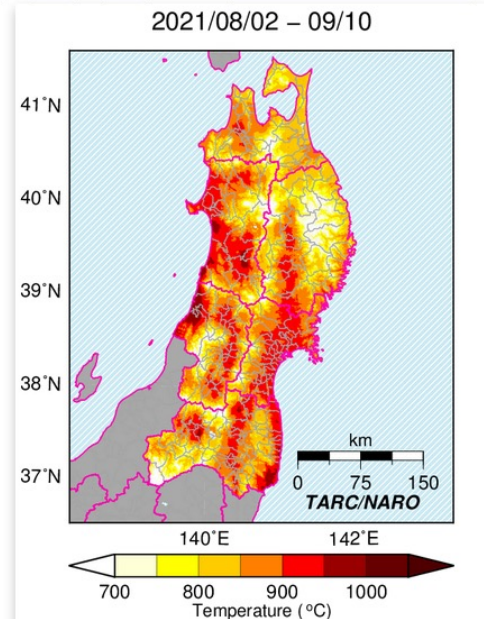 2021/08/02 – 09/10
41°N
40°N
39°N
38°N
37°N
km
0 75 150
TARC/NARO
140°E 142°E
700 800 900 1000
Temperature (°C)